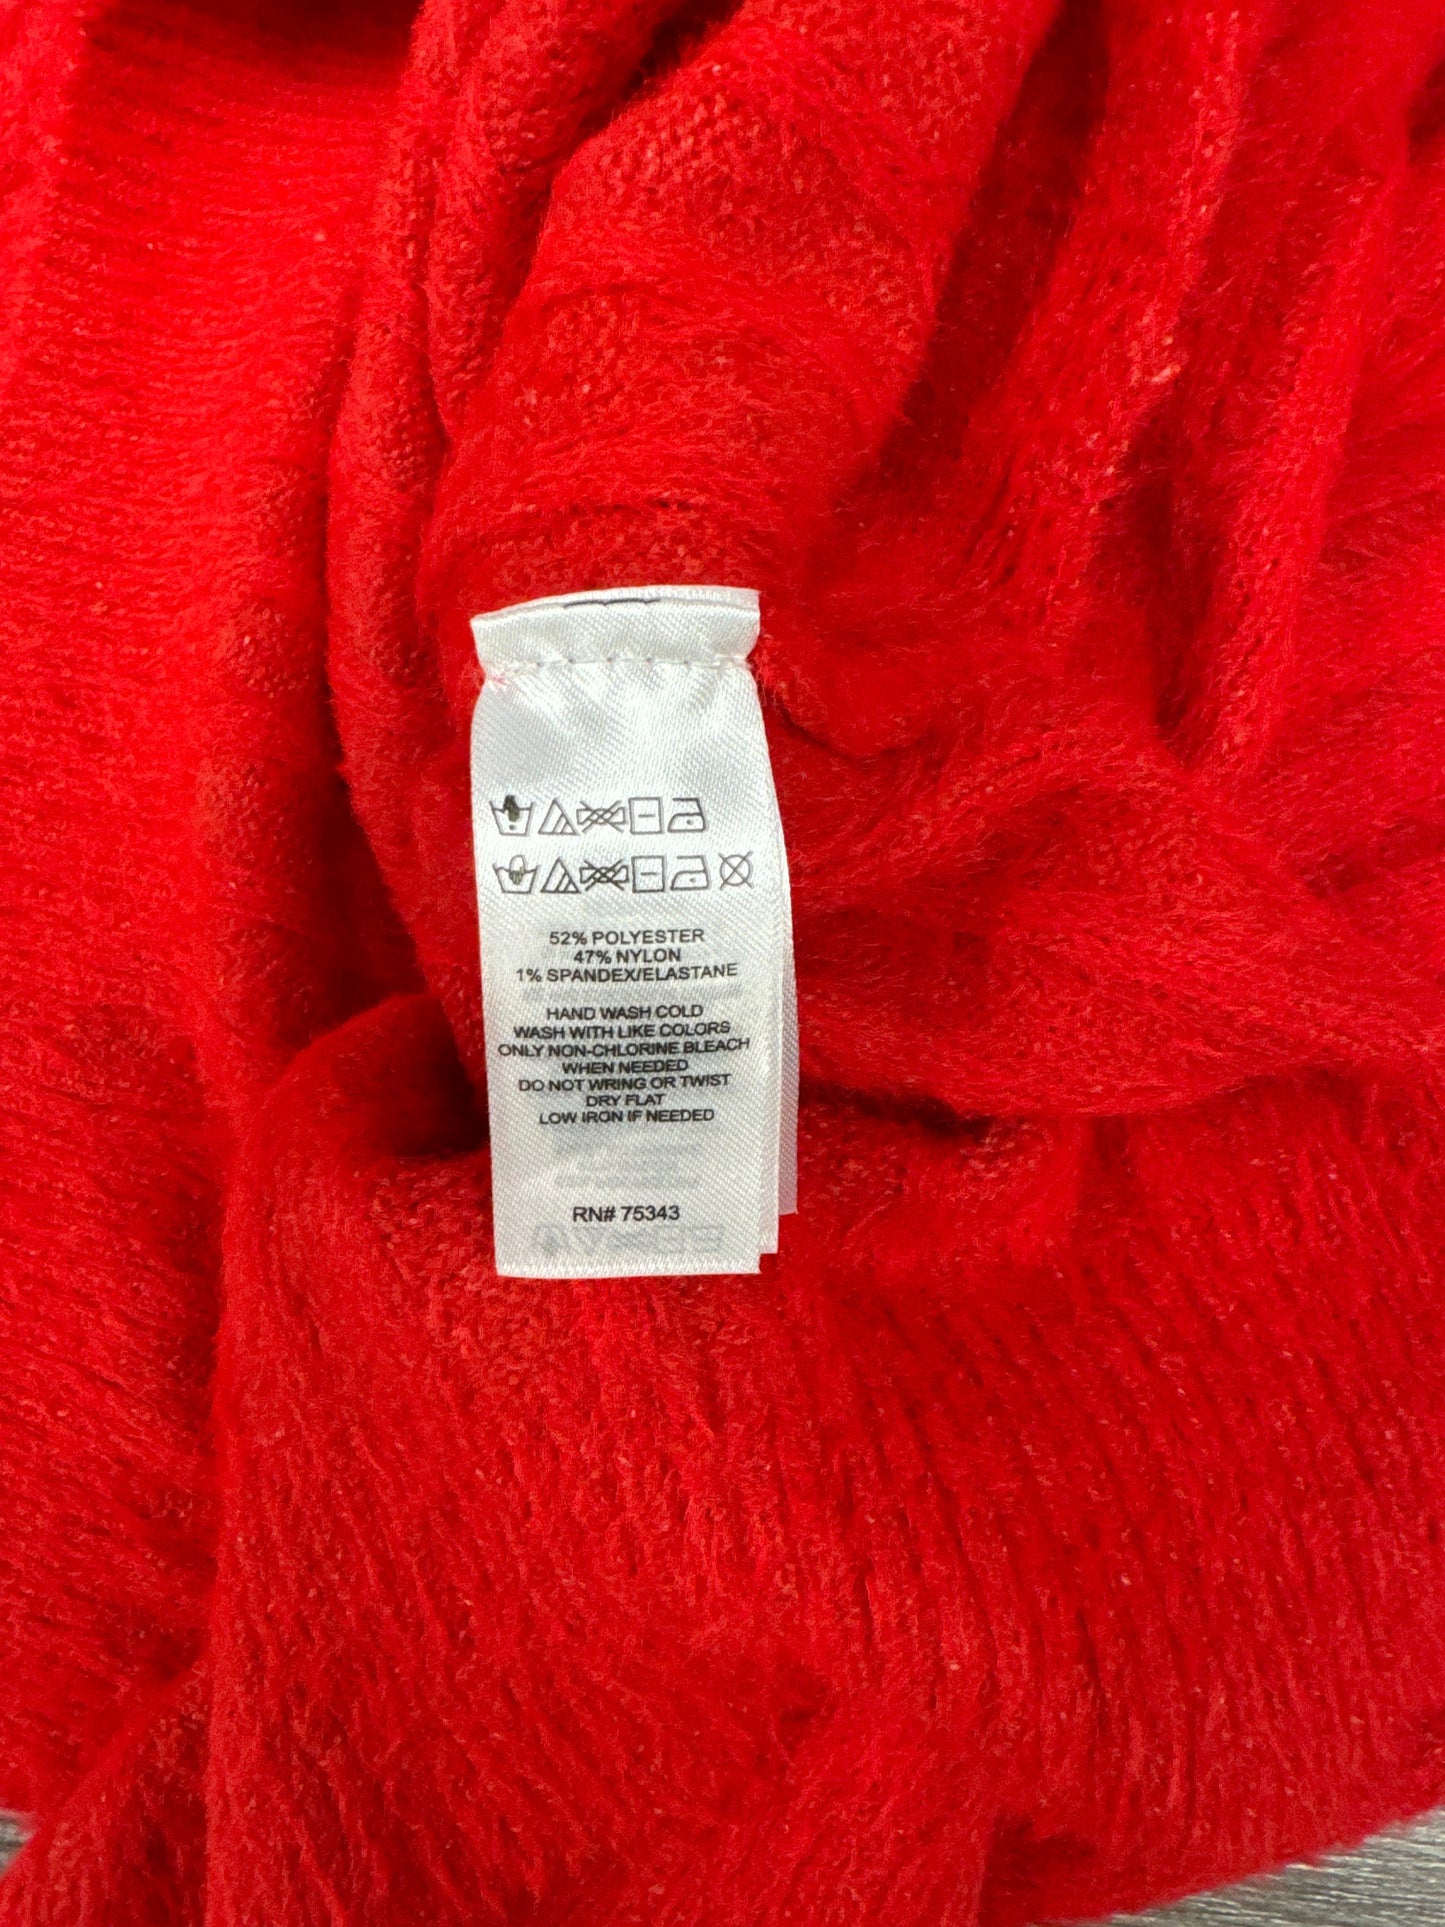 52% POLYESTER
47% NYLON
1% SPANDEX/ELASTANE
HAND WASH COLD
WASH WITH LIKE COLORS
ONLY NON-CHLORINE BLEACH
WHEN NEEDED
DO NOT WRING OR TWIST
DRY FLAT
LOW IRON IF NEEDED
RN# 75343